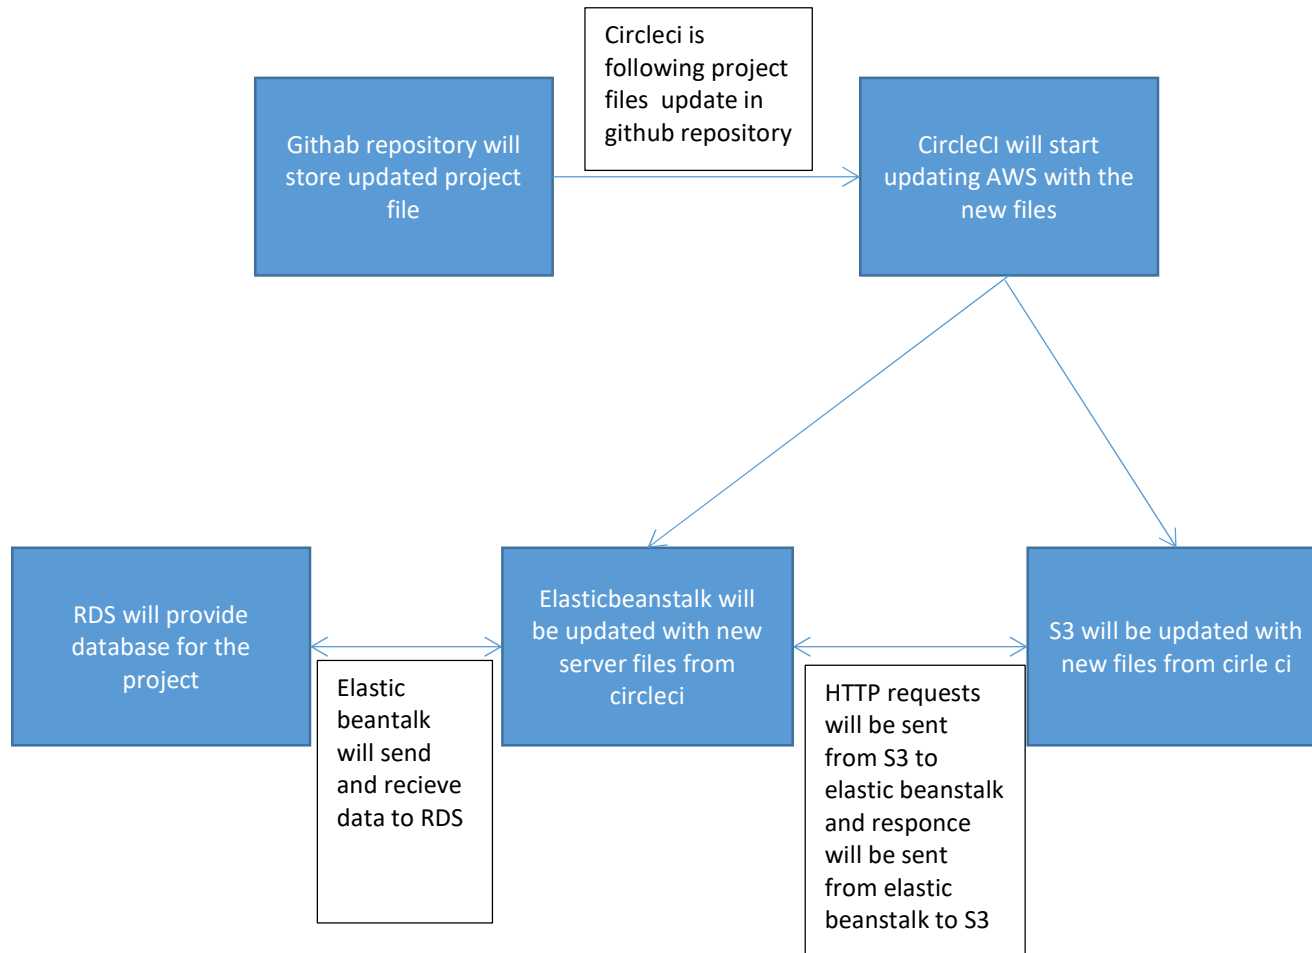 Circleci is
following project
files  update in
github repository
Githab repository will
store updated project
file
CircleCI will start
updating AWS with the
new files
RDS will provide
database for the
project
Elastic
beantalk
will send
and recieve
data to RDS
Elasticbeanstalk will
be updated with new
server files from
circleci
HTTP requests
will be sent
from S3 to
elastic beanstalk
and responce
will be sent
from elastic
beanstalk to S3
S3 will be updated with
new files from cirle ci